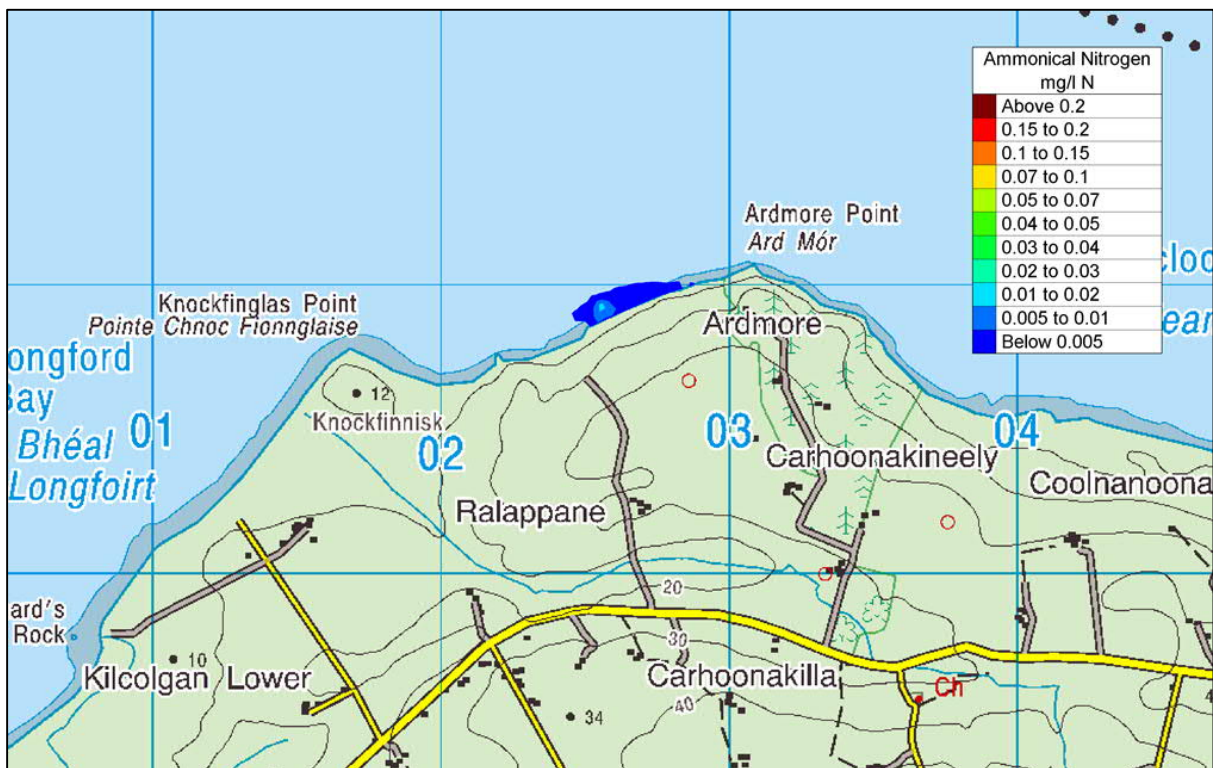 Ammonical Nitrogen
mg/l N
Above 0.2
0.15 to 0.2
0.1 to 0.15
0.07 to 0.1
0.05 to 0.07
0.04 to 0.05
0.03 to 0.04
0.02 to 0.03
0.01 to 0.02
0.005 to 0.01
Below 0.005
Ardmore Point
Ard Mór
Knockfinglas Point
Pointe Chnoc Fionnglaise
ongford
Bay
Bhéal
Longfoirt
Ardmore
12
Knockfinnisk
01
02
03
04
Carhoonakineely
Coolnanoona
Ralappane
20
30
40
ard's
Rock
10
Kilcolgan Lower
Carhoonakilla
34
Ch
4